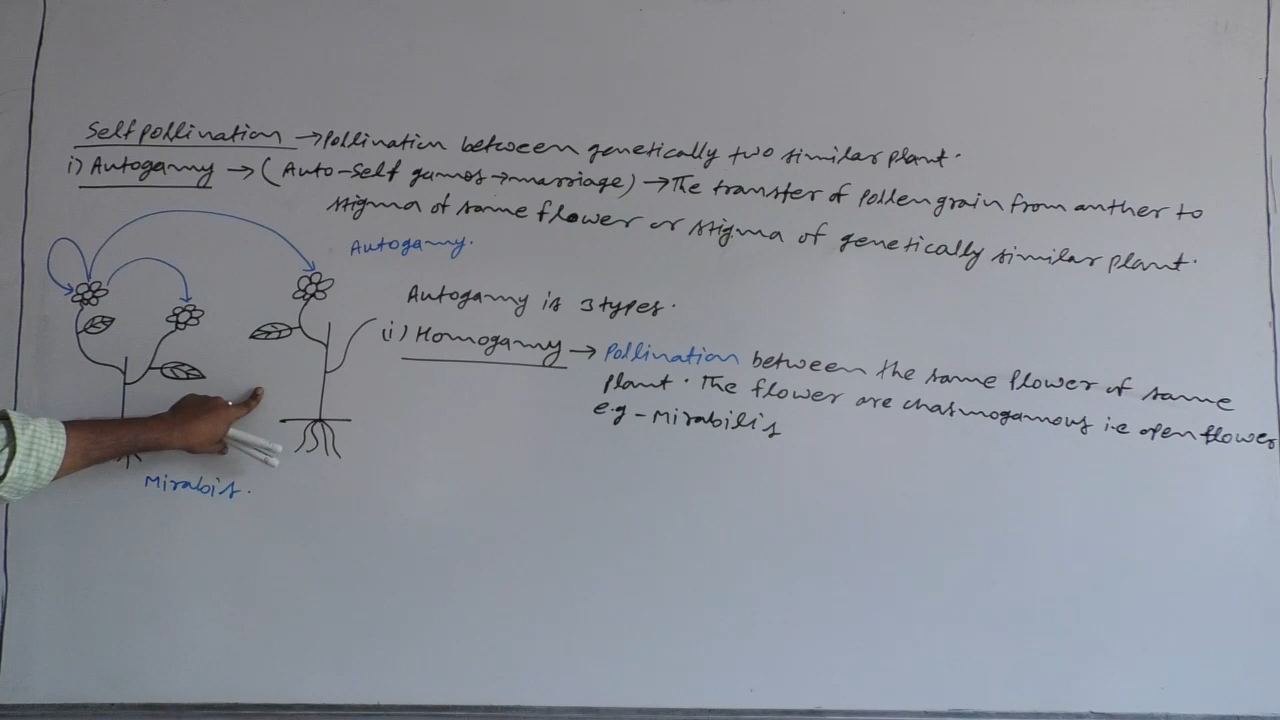 Self pollination → Pollination between genetically two similar plant.
i) Autogamy → (Auto-self gamos → marriage) → The transfer of pollen grain from anther to
stigma of same flower or stigma of genetically similar plant.
Autogamy.
Autogamy is 3 types.
(i) Homogamy → Pollination between the same flower of same
plant. The flower are chasmogamous i.e open flower
e.g - Mirabilis
Mirabis.